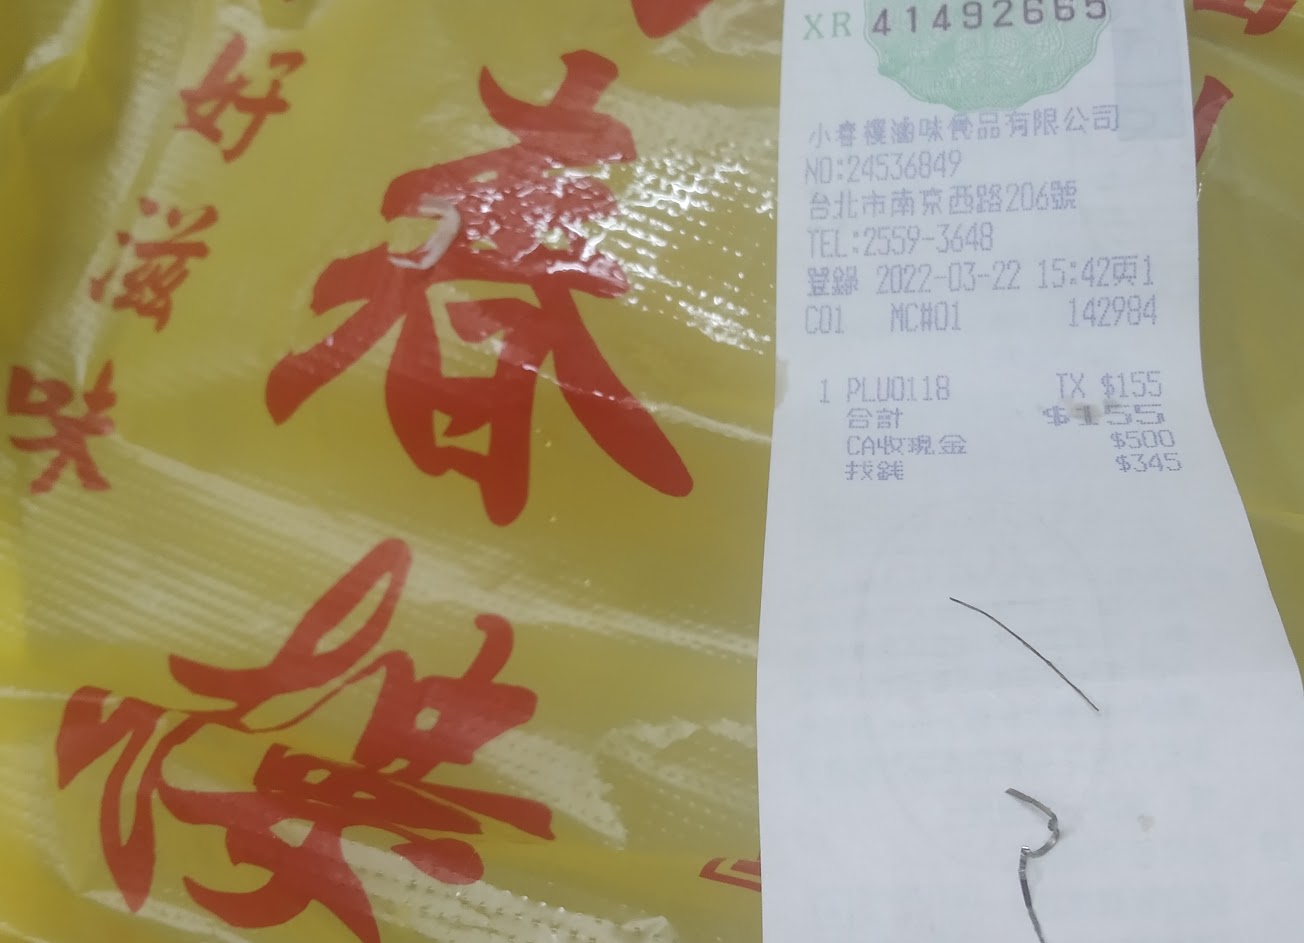 好滋味
春
樓
XR 41492665
小春樓滷味食品有限公司
NO:24536849
台北市南京西路206號
TEL:2559-3648
登錄 2022-03-22 15:42頁1
C01 MC#01 142984
1 PLU0118 TX $155
合計 $155
CA收現金 $500
找錢 $345